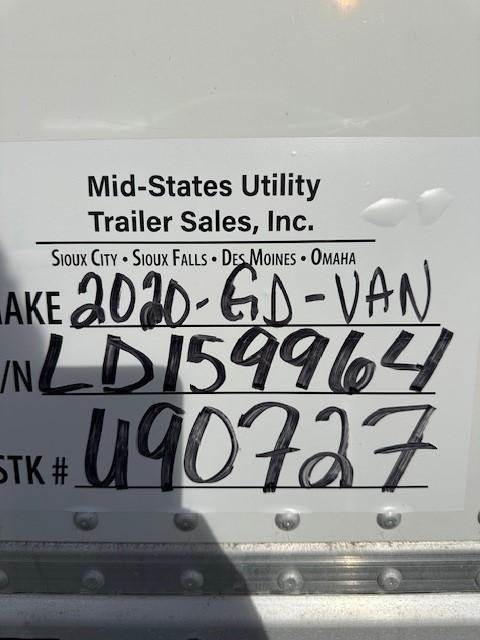 Mid-States Utility
Trailer Sales, Inc.
Sioux City • Sioux Falls • Des Moines • Omaha
AKE 2020-GD-VAN
/N LD159964
STK # U90727